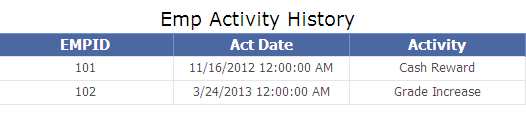 Emp Activity History
EMPID Act Date Activity
101 11/16/2012 12:00:00 AM Cash Reward
102 3/24/2013 12:00:00 AM Grade Increase